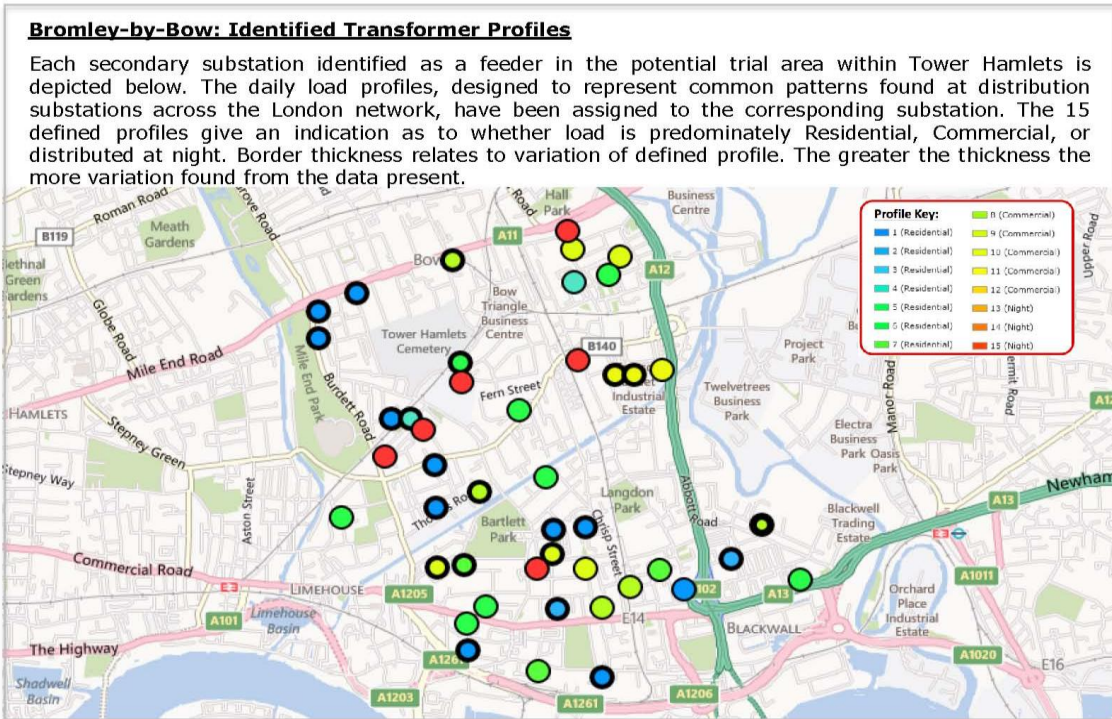 Bromley-by-Bow: Identified Transformer Profiles
Each secondary substation identified as a feeder in the potential trial area within Tower Hamlets is
depicted below. The daily load profiles, designed to represent common patterns found at distribution
substations across the London network, have been assigned to the corresponding substation. The 15
defined profiles give an indication as to whether load is predominately Residential, Commercial, or
distributed at night. Border thickness relates to variation of defined profile. The greater the thickness the
more variation found from the data present.
Roman Road
Grove Road
Road
Hall
Park
Business
Centre
Meath
Gardens
B119
A11
Bow
A12
Upper Road
Profile Key:
1 (Residential)
2 (Residential)
3 (Residential)
4 (Residential)
5 (Residential)
6 (Residential)
7 (Residential)
8 (Commercial)
9 (Commercial)
10 (Commercial)
11 (Commercial)
12 (Commercial)
13 (Night)
14 (Night)
15 (Night)
Green
Globe Road
Bow
Triangle
Business
Centre
Tower Hamlets
Cemetery
B140
Mile End Road
Mile End Park
Burdett Road
Fern Street
Industrial
Estate
Project
Park
Twelvetrees
Business
Park
Manor Road
HAMLETS
Stepney Green
Electra
Business
Park
Oasis
Park
Stepney Way
Aston Street
Langdon
Park
Abbott Road
Newham
A13
Bartlett
Park
Chrisp Street
Blackwell
Trading
Estate
Commercial Road
LIMEHOUSE
A1205
102
A13
A1011
Limehouse
Basin
A101
E14
BLACKWALL
Orchard
Place
Industrial
Estate
The Highway
A1261
A1020
E16
Shadwell
Basin
A1203
A1261
A1206